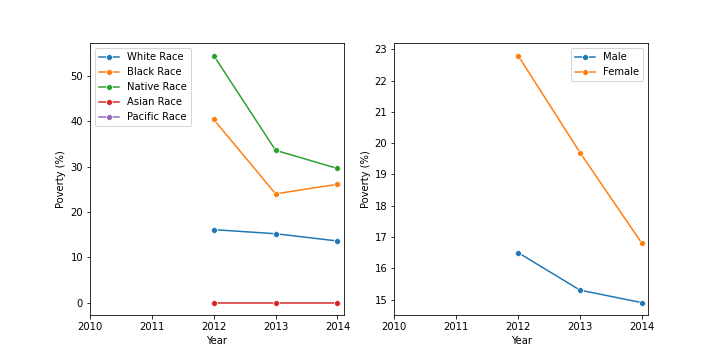 White Race
Black Race
Native Race
Asian Race
Pacific Race
50
40
30
20
10
0
Poverty (%)
2010 2011 2012 2013 2014
Year
Male
Female
23
22
21
20
19
18
17
16
15
Poverty (%)
2010 2011 2012 2013 2014
Year